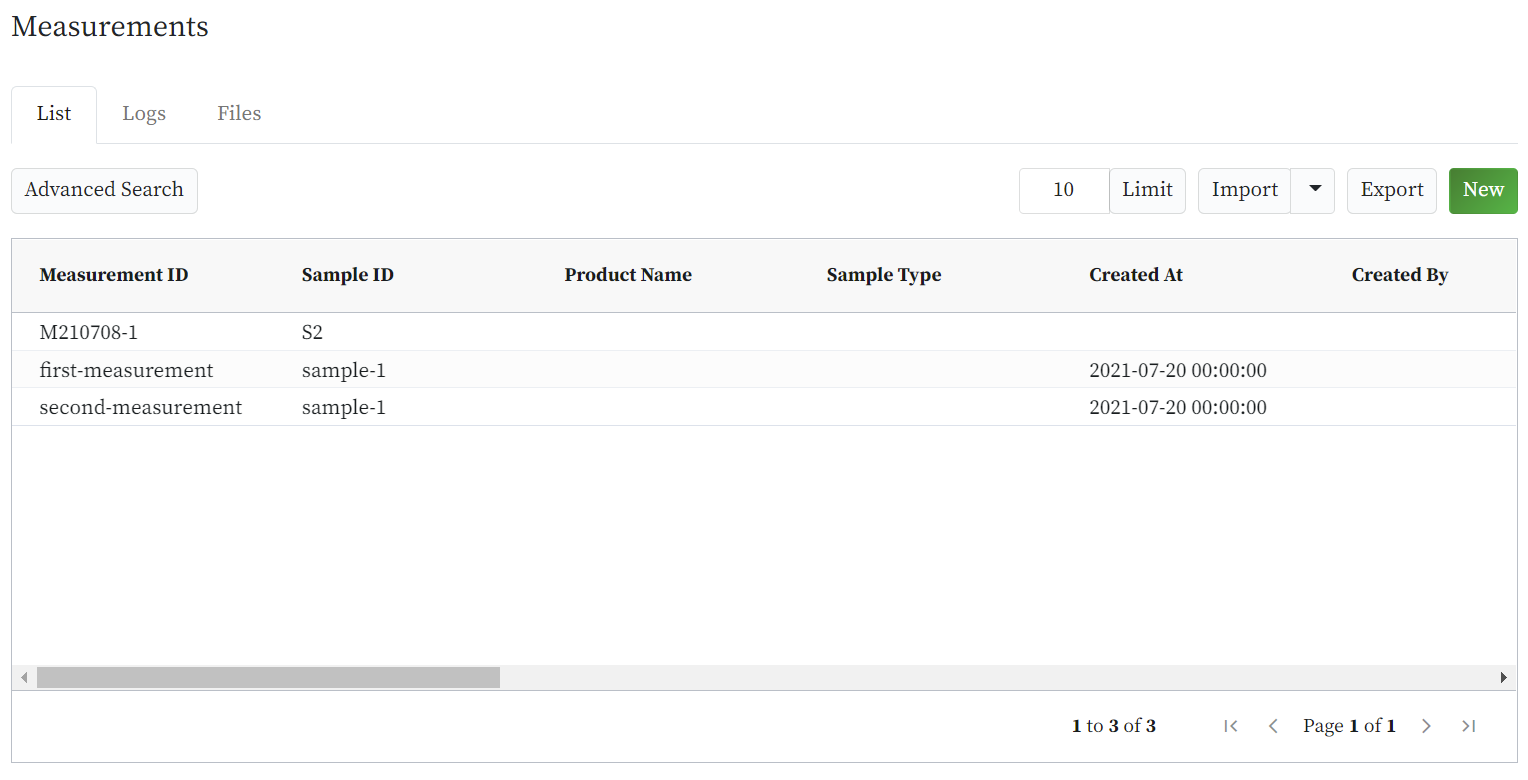 Measurements
List Logs Files
Advanced Search 10 Limit Import Export New
Measurement ID Sample ID Product Name Sample Type Created At Created By
M210708-1 S2
first-measurement sample-1 2021-07-20 00:00:00
second-measurement sample-1 2021-07-20 00:00:00
1 to 3 of 3 Page 1 of 1